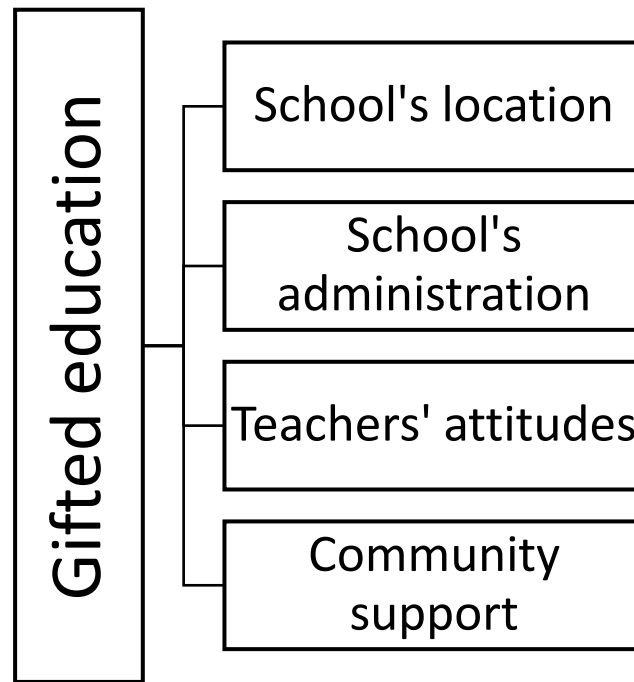 Gifted education
School's location
School's
administration
Teachers' attitudes
Community
support